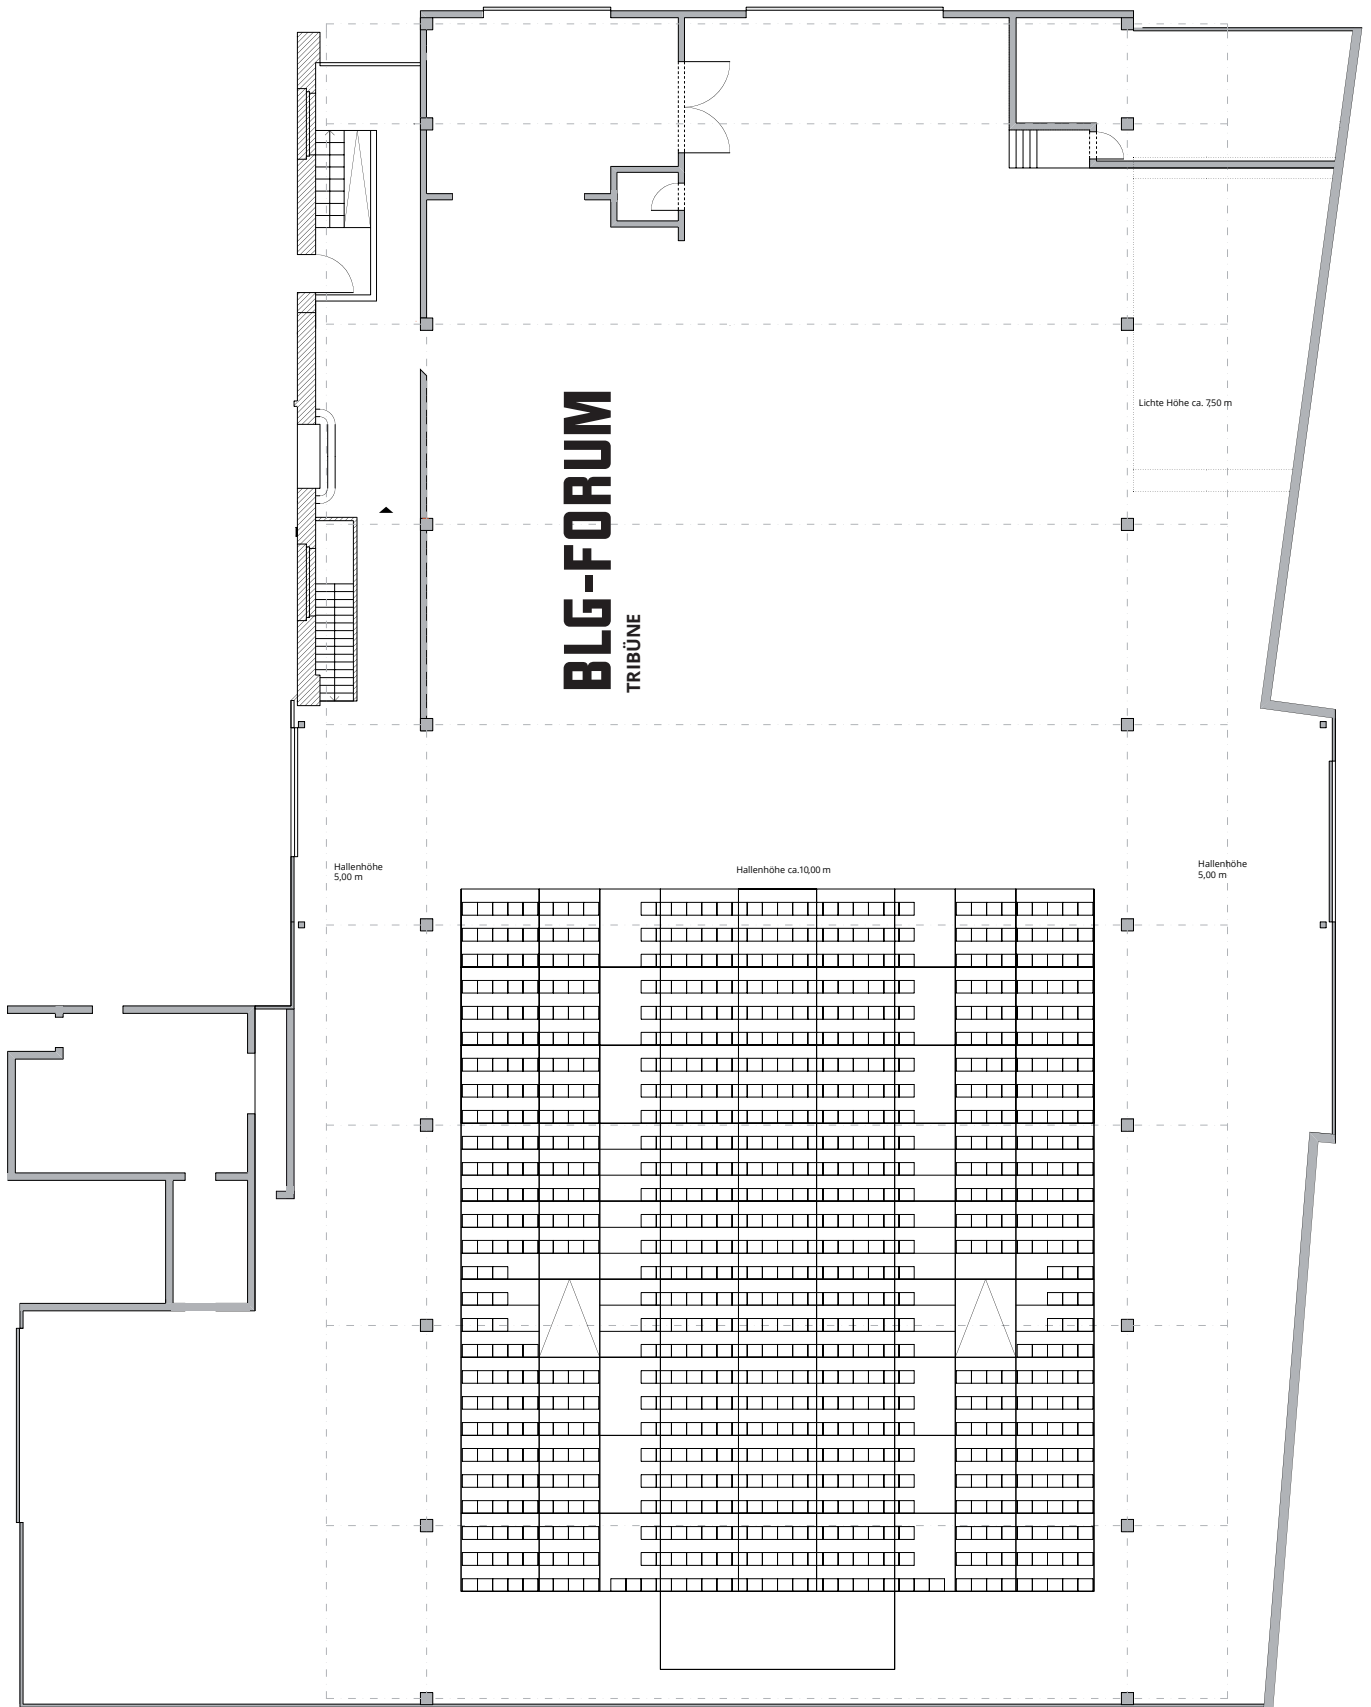 BLG-FORUM
TRIBÜNE
Lichte Höhe ca. 7,50 m
Hallenhöhe
5,00 m
Hallenhöhe ca.10,00 m
Hallenhöhe
5,00 m